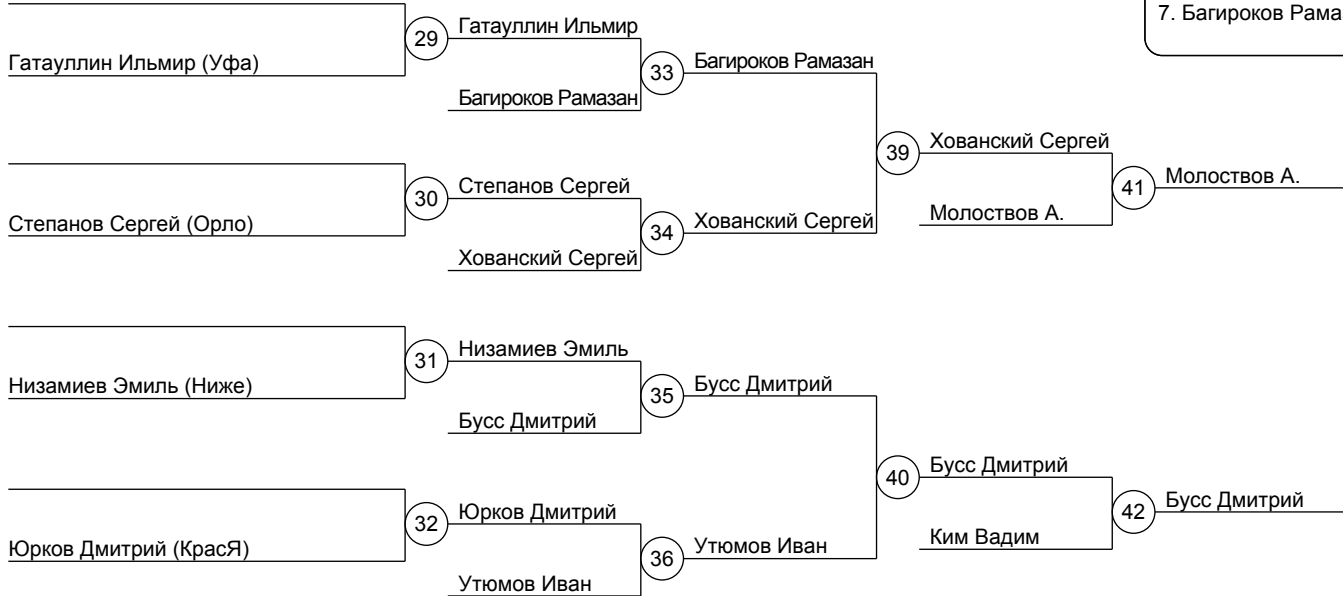 7. Багироков Рама
29
Гатауллин Ильмир
Гатауллин Ильмир (Уфа)
33
Багироков Рамазан
Багироков Рамазан
39
Хованский Сергей
30
Степанов Сергей
41
Молоствов А.
Степанов Сергей (Орло)
34
Хованский Сергей
Молоствов А.
Хованский Сергей
31
Низамиев Эмиль
Низамиев Эмиль (Ниже)
35
Бусс Дмитрий
Бусс Дмитрий
40
Бусс Дмитрий
32
Юрков Дмитрий
42
Бусс Дмитрий
Юрков Дмитрий (КрасЯ)
36
Утюмов Иван
Ким Вадим
Утюмов Иван